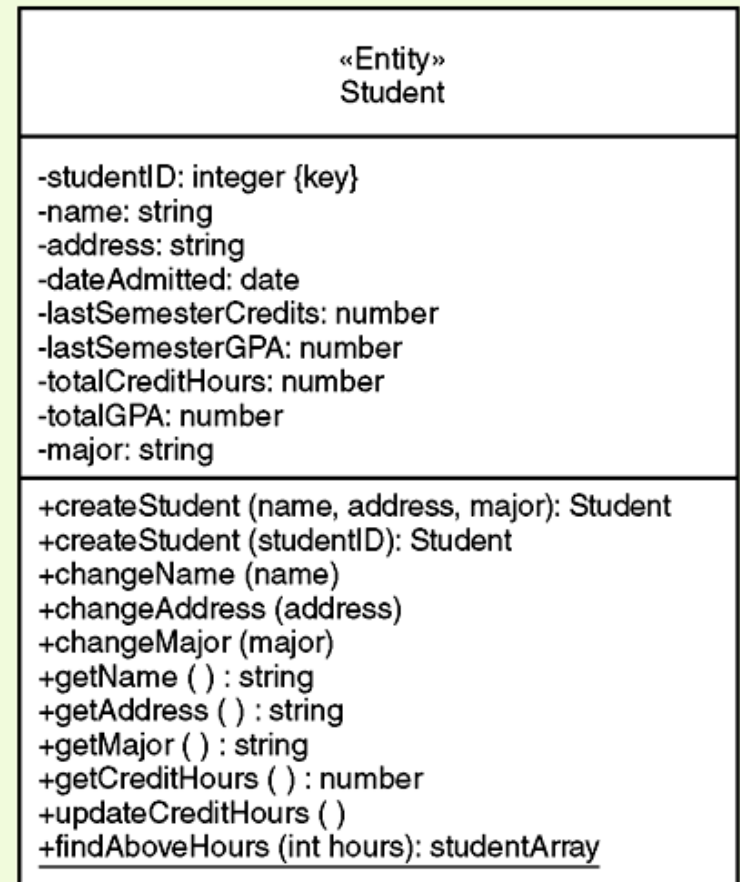 «Entity»
Student
-studentID: integer {key}
-name: string
-address: string
-dateAdmitted: date
-lastSemesterCredits: number
-lastSemesterGPA: number
-totalCreditHours: number
-totalGPA: number
-major: string
+createStudent (name, address, major): Student
+createStudent (studentID): Student
+changeName (name)
+changeAddress (address)
+changeMajor (major)
+getName ( ) : string
+getAddress ( ) : string
+getMajor ( ) : string
+getCreditHours ( ) : number
+updateCreditHours ( )
+findAboveHours (int hours): studentArray